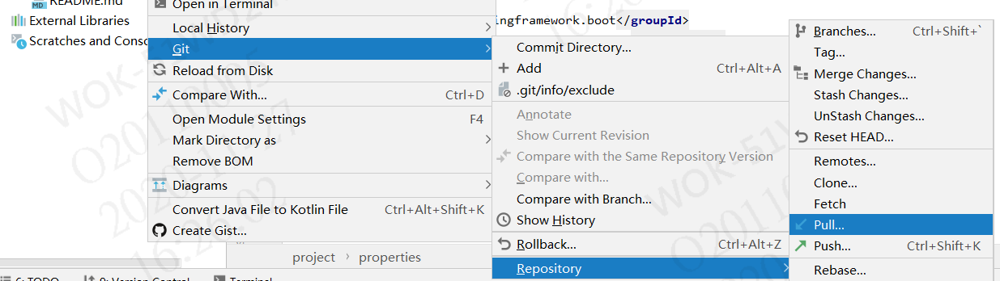 README.md
External Libraries
Scratches and Conso
Open in Terminal
Local History
Git
Reload from Disk
Compare With... Ctrl+D
Open Module Settings F4
Mark Directory as
Remove BOM
Diagrams
Convert Java File to Kotlin File Ctrl+Alt+Shift+K
Create Gist...
ingframework.boot</groupId>
Commit Directory...
Add Ctrl+Alt+A
.git/info/exclude
Annotate
Show Current Revision
Compare with the Same Repository Version
Compare with...
Compare with Branch...
Show History
Rollback... Ctrl+Alt+Z
Repository
Branches... Ctrl+Shift+`
Tag...
Merge Changes...
Stash Changes...
UnStash Changes...
Reset HEAD...
Remotes...
Clone...
Fetch
Pull...
Push... Ctrl+Shift+K
Rebase...
project › properties
6: TODO 9: Version Control Terminal